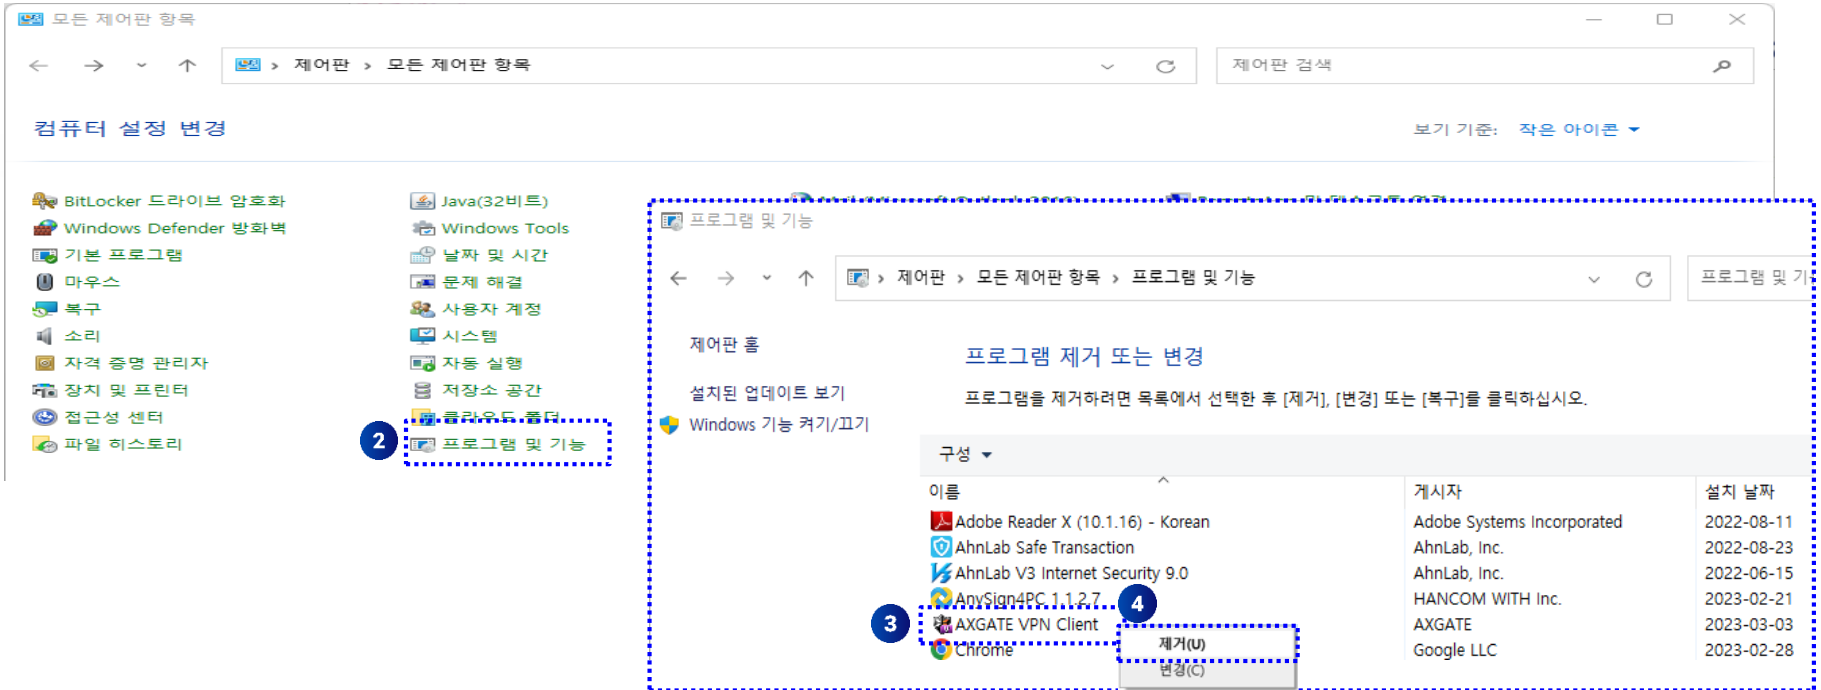 모든 제어판 항목
제어판 > 모든 제어판 항목
제어판 검색
컴퓨터 설정 변경
보기 기준: 작은 아이콘
BitLocker 드라이브 암호화
Windows Defender 방화벽
기본 프로그램
마우스
복구
소리
자격 증명 관리자
장치 및 프린터
접근성 센터
파일 히스토리
Java(32비트)
Windows Tools
날짜 및 시간
문제 해결
사용자 계정
시스템
자동 실행
저장소 공간
클라우드 폴더
2 프로그램 및 기능
프로그램 및 기능
제어판 > 모든 제어판 항목 > 프로그램 및 기능
프로그램 및
제어판 홈
설치된 업데이트 보기
Windows 기능 켜기/끄기
프로그램 제거 또는 변경
프로그램을 제거하려면 목록에서 선택한 후 [제거], [변경] 또는 [복구]를 클릭하십시오.
구성
이름 게시자 설치 날짜
Adobe Reader X (10.1.16) - Korean Adobe Systems Incorporated 2022-08-11
AhnLab Safe Transaction AhnLab, Inc. 2022-08-23
AhnLab V3 Internet Security 9.0 AhnLab, Inc. 2022-06-15
AnySign4PC 1.1.2.7 HANCOM WITH Inc. 2023-02-21
3 AXGATE VPN Client AXGATE 2023-03-03
Chrome Google LLC 2023-02-28
4 제거(U)
변경(C)